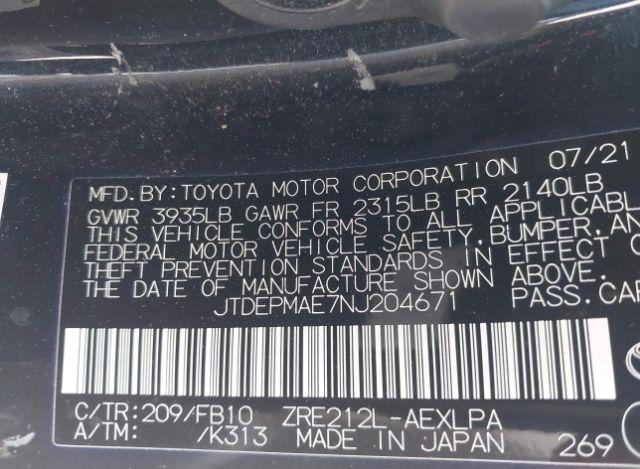 07/21
MFD.BY:TOYOTA MOTOR CORPORATION
GVWR 3935LB GAWR FR 2315LB RR 2140LB
THIS VEHICLE CONFORMS TO ALL APPLICABL
FEDERAL MOTOR VEHICLE SAFETY,BUMPER,AN
THEFT PREVENTION STANDARDS IN EFFECT O
THE DATE OF MANUFACTURE SHOWN ABOVE.
JTDEPMAE7NJ204671 PASS.CAR
C/TR:209/FB10 ZRE212L-AEXLPA
A/TM: /K313 MADE IN JAPAN 269